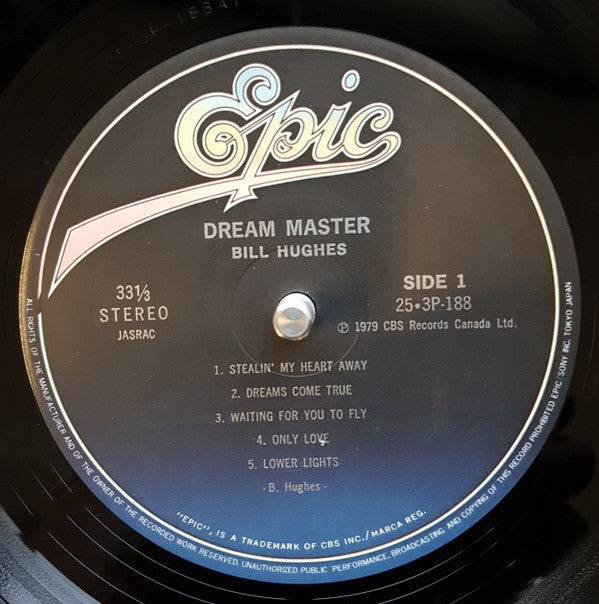 Epic
DREAM MASTER
BILL HUGHES
33⅓
STEREO
JASRAC
SIDE 1
25•3P-188
℗ 1979 CBS Records Canada Ltd.
1. STEALIN' MY HEART AWAY
2. DREAMS COME TRUE
3. WAITING FOR YOU TO FLY
4. ONLY LOVE
5. LOWER LIGHTS
- B. Hughes -
"EPIC", IS A TRADEMARK OF CBS INC./MARCA REG.
ALL RIGHTS OF THE MANUFACTURER AND OF THE OWNER OF THE RECORDED WORK RESERVED. UNAUTHORIZED PUBLIC PERFORMANCE, BROADCASTING AND COPYING OF THIS RECORD PROHIBITED EPIC/SONY INC. TOKYO JAPAN